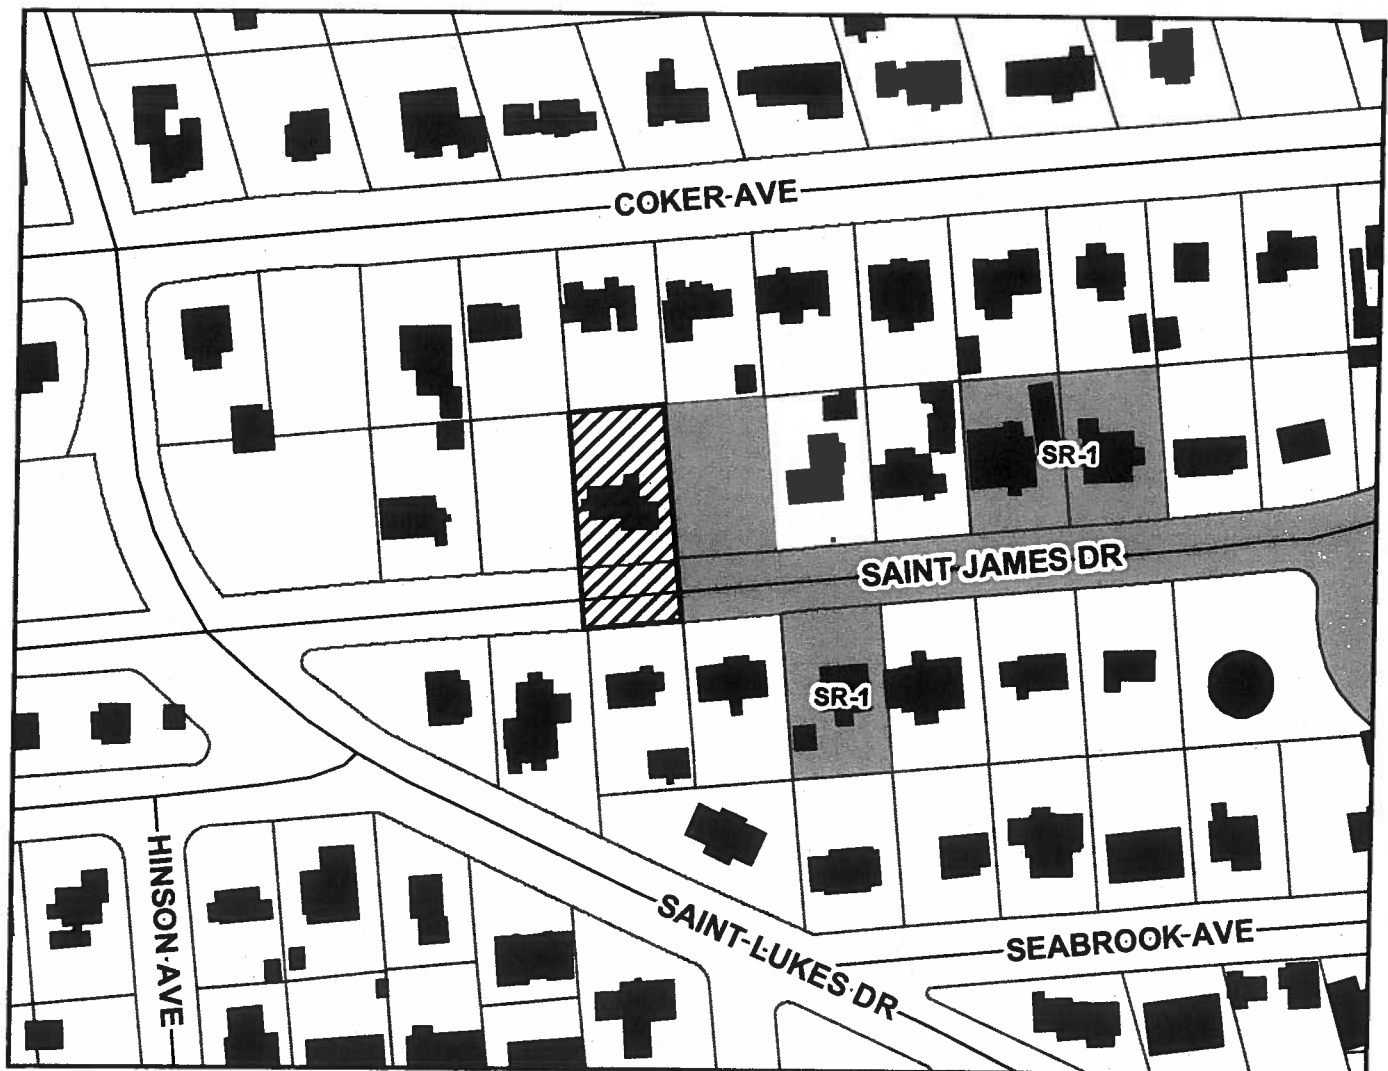 COKER AVE
SR-1
SAINT JAMES DR
SR-1
HINSON AVE
SAINT LUKES DR
SEABROOK AVE